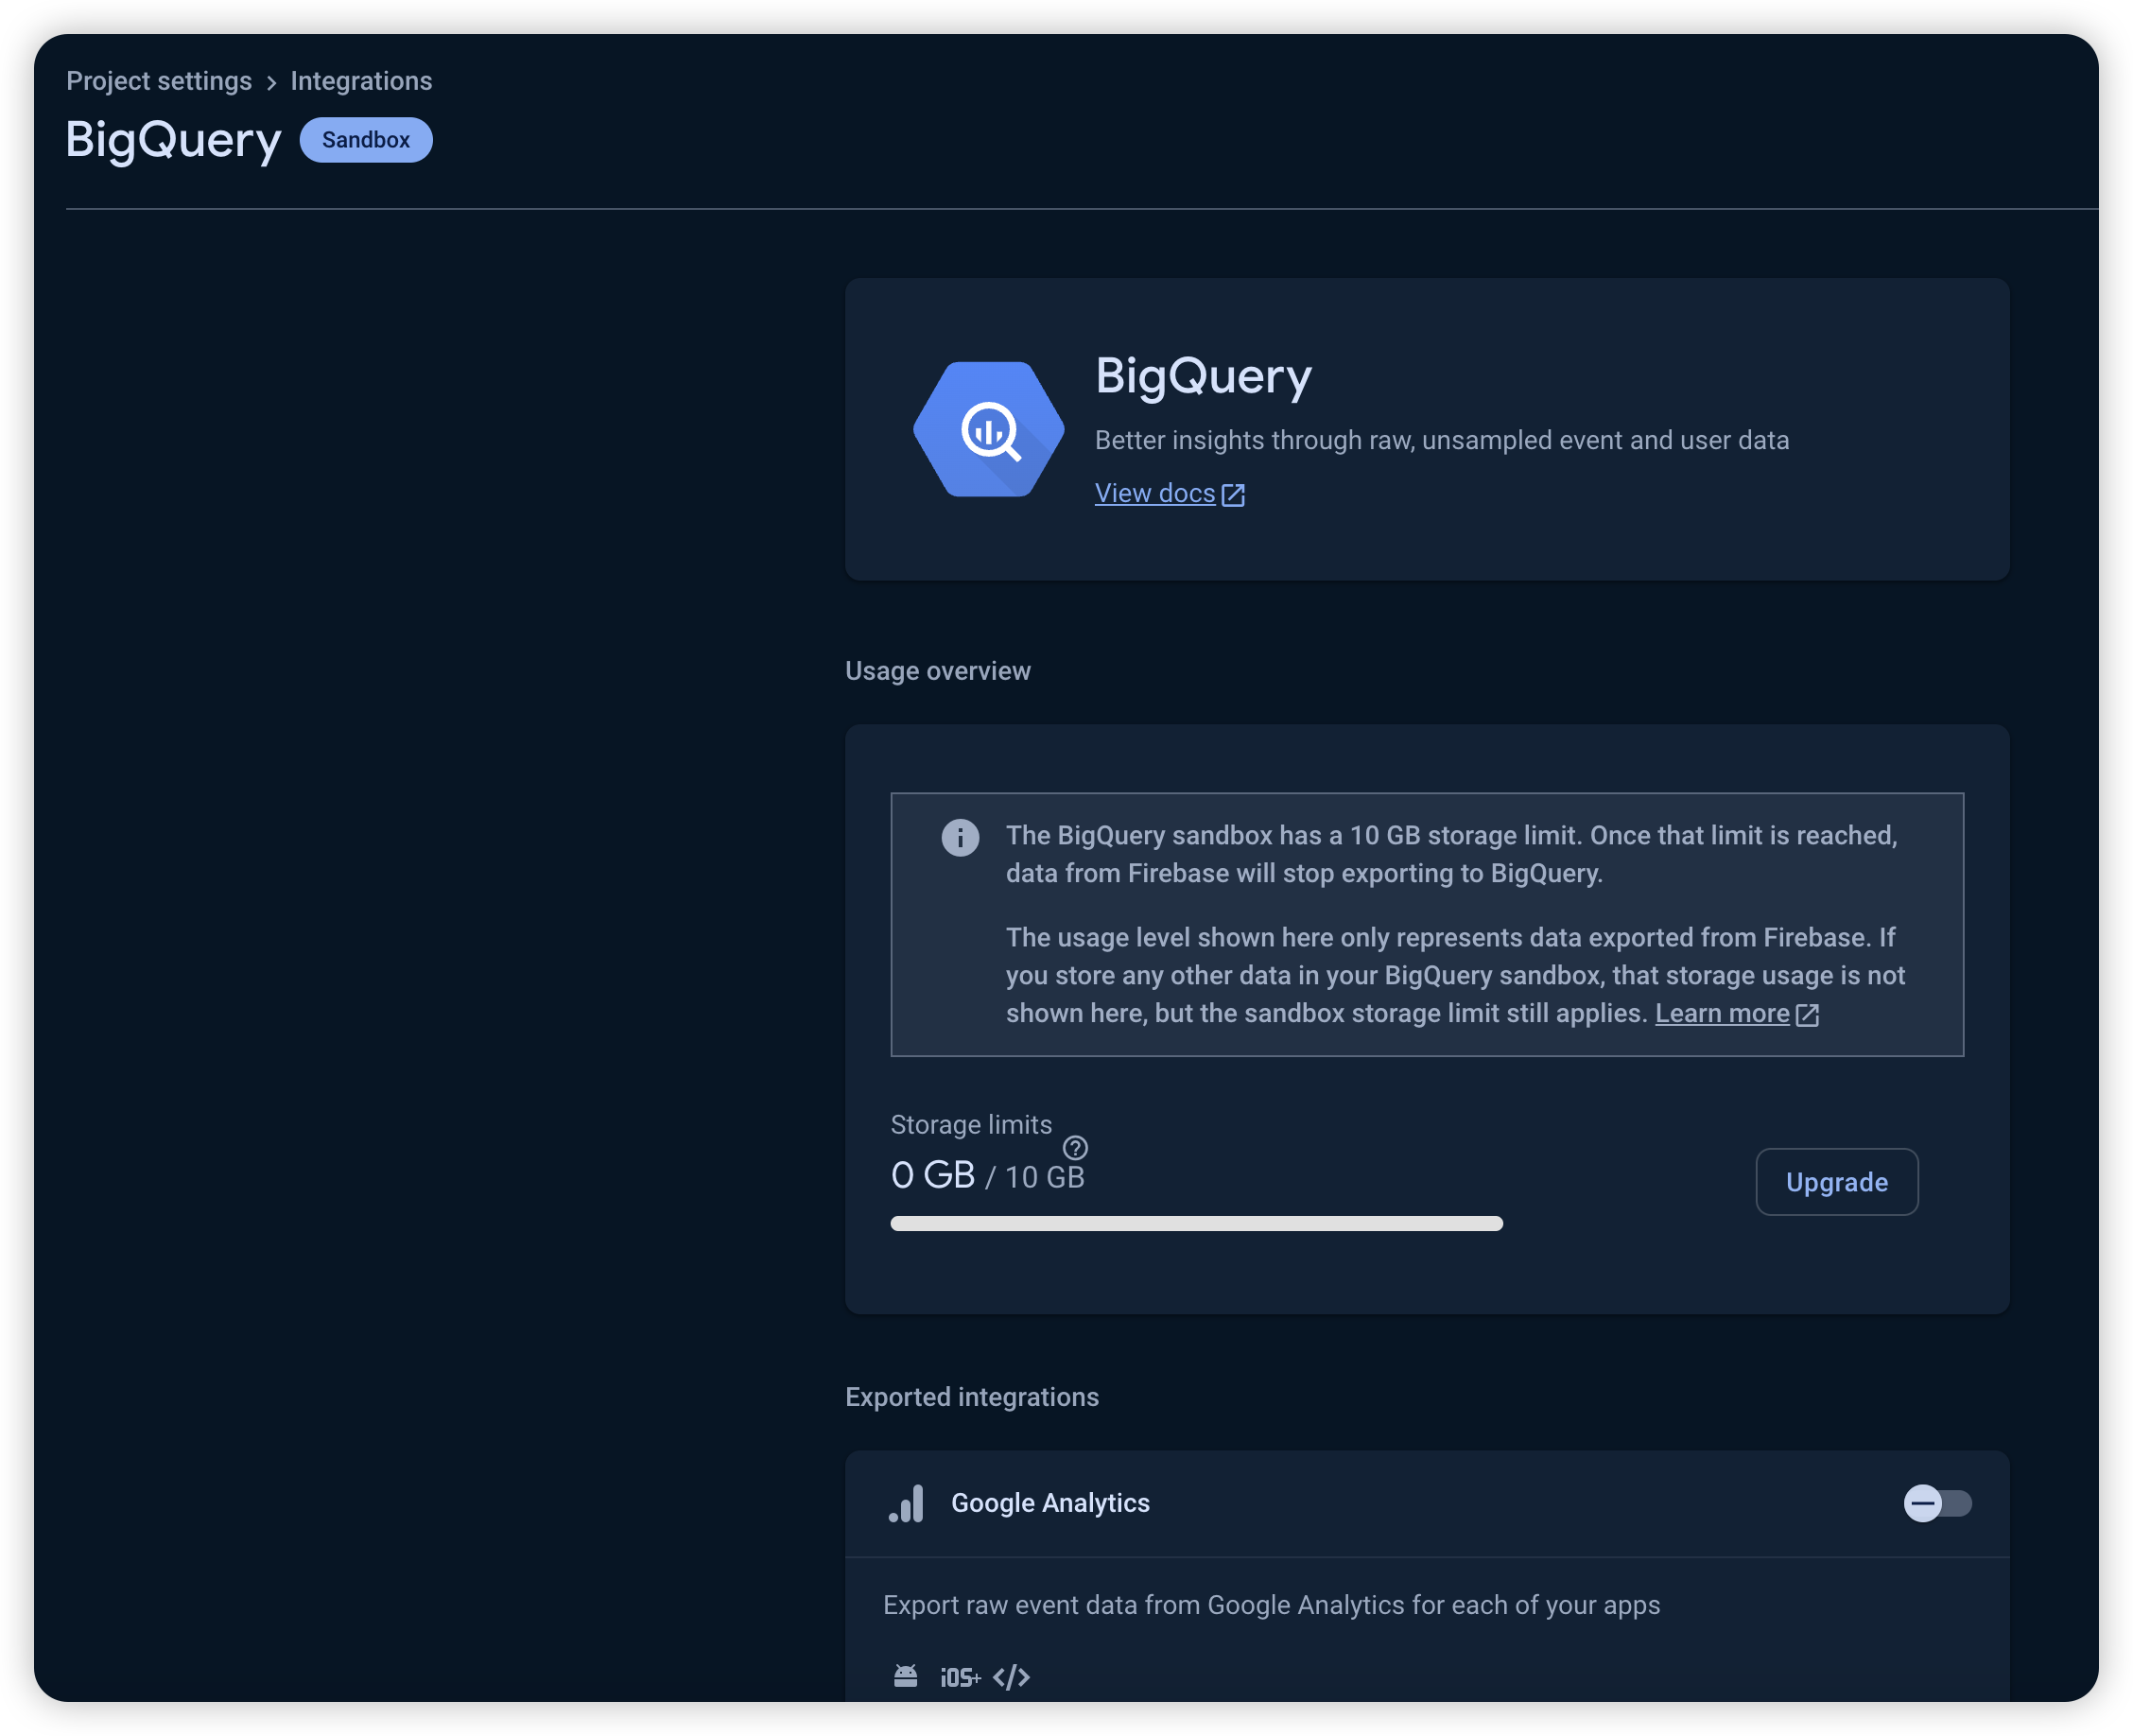 Project settings > Integrations
BigQuery Sandbox
BigQuery
Better insights through raw, unsampled event and user data
View docs
Usage overview
The BigQuery sandbox has a 10 GB storage limit. Once that limit is reached,
data from Firebase will stop exporting to BigQuery.
The usage level shown here only represents data exported from Firebase. If
you store any other data in your BigQuery sandbox, that storage usage is not
shown here, but the sandbox storage limit still applies. Learn more
Storage limits
0 GB / 10 GB
Upgrade
Exported integrations
Google Analytics
Export raw event data from Google Analytics for each of your apps
iOS+ </>